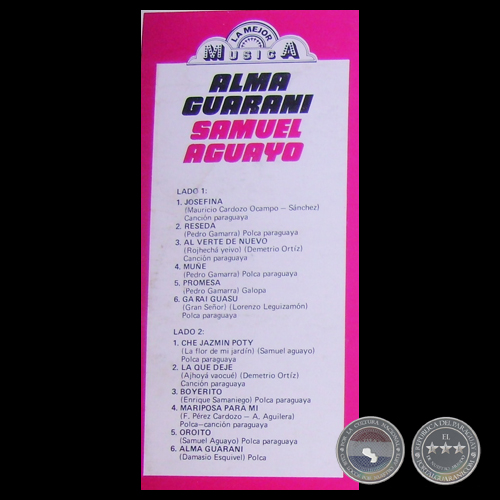 LA MEJOR
MUSICA
ALMA
GUARANI
SAMUEL
AGUAYO
LADO 1:
1. JOSEFINA
(Mauricio Cardozo Ocampo — Sánchez)
Canción paraguaya
2. RESEDA
(Pedro Gamarra) Polca paraguaya
3. AL VERTE DE NUEVO
(Rojhechá yeivo) (Demetrio Ortíz)
Canción paraguaya
4. MUÑE
(Pedro Gamarra) Polca paraguaya
5. PROMESA
(Pedro Gamarra) Galopa
6. GA RAI GUASU
(Gran Señor) (Lorenzo Leguizamón)
Polca paraguaya
LADO 2:
1. CHE JAZMIN POTY
(La flor de mi jardín) (Samuel aguayo)
Polca paraguaya
2. LA QUE DEJE
(Ajhoyá vaocué) (Demetrio Ortíz)
Canción paraguaya
3. BOYERITO
(Enrique Samaniego) Polca paraguaya
4. MARIPOSA PARA MI
(F. Pérez Cardozo — A. Aguilera)
Polca—canción paraguaya
5. OROITO
(Samuel Aguayo) Polca paraguaya
6. ALMA GUARANI
(Damasio Esquivel) Polca
EL